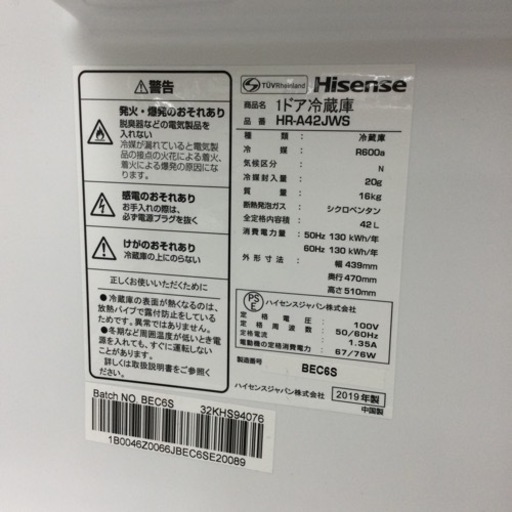 警告
発火・爆発のおそれあり
脱臭器などの電気製品を
入れない
冷媒が漏れていると電気製
品の接点の火花による着火、
着火による爆発の原因に
なります。
感電のおそれあり
お手入れの際は、
必ず電源プラグを抜く
けがのおそれあり
冷蔵庫の上にのらない
正しくお使いいただくために
●冷蔵庫の表面が熱くなるのは、
放熱パイプで露付防止をしている
ためです。異常ではありません。
●冬期など周囲温度が低いとき
は、電源を入れても、すぐに運転しない
ことがあります。
詳しくは取扱説明書をご参照く
ださい。
TÜVRheinland
Hisense
商品名 1ドア冷蔵庫
品番 HR-A42JWS
種類 : 冷蔵庫
冷媒 : R600a
気候区分 : N
冷媒封入量 : 20g
質量 : 16kg
断熱発泡ガス : シクロペンタン
全定格内容積 : 42L
消費電力量 : 50Hz 130 kWh/年
60Hz 130 kWh/年
外形寸法 : 幅 439mm
奥行470mm
高さ510mm
PS
E
ハイセンスジャパン株式会社
定格電圧 : 100V
定格周波数 : 50/60Hz
定格電流 : 1.35A
電動機の定格消費電力 : 67/76W
製造番号 BEC6S
ハイセンスジャパン株式会社
2019年製
中国製
Batch NO. BEC6S 32KHS94076
1B0046Z0066JBEC6SE20089